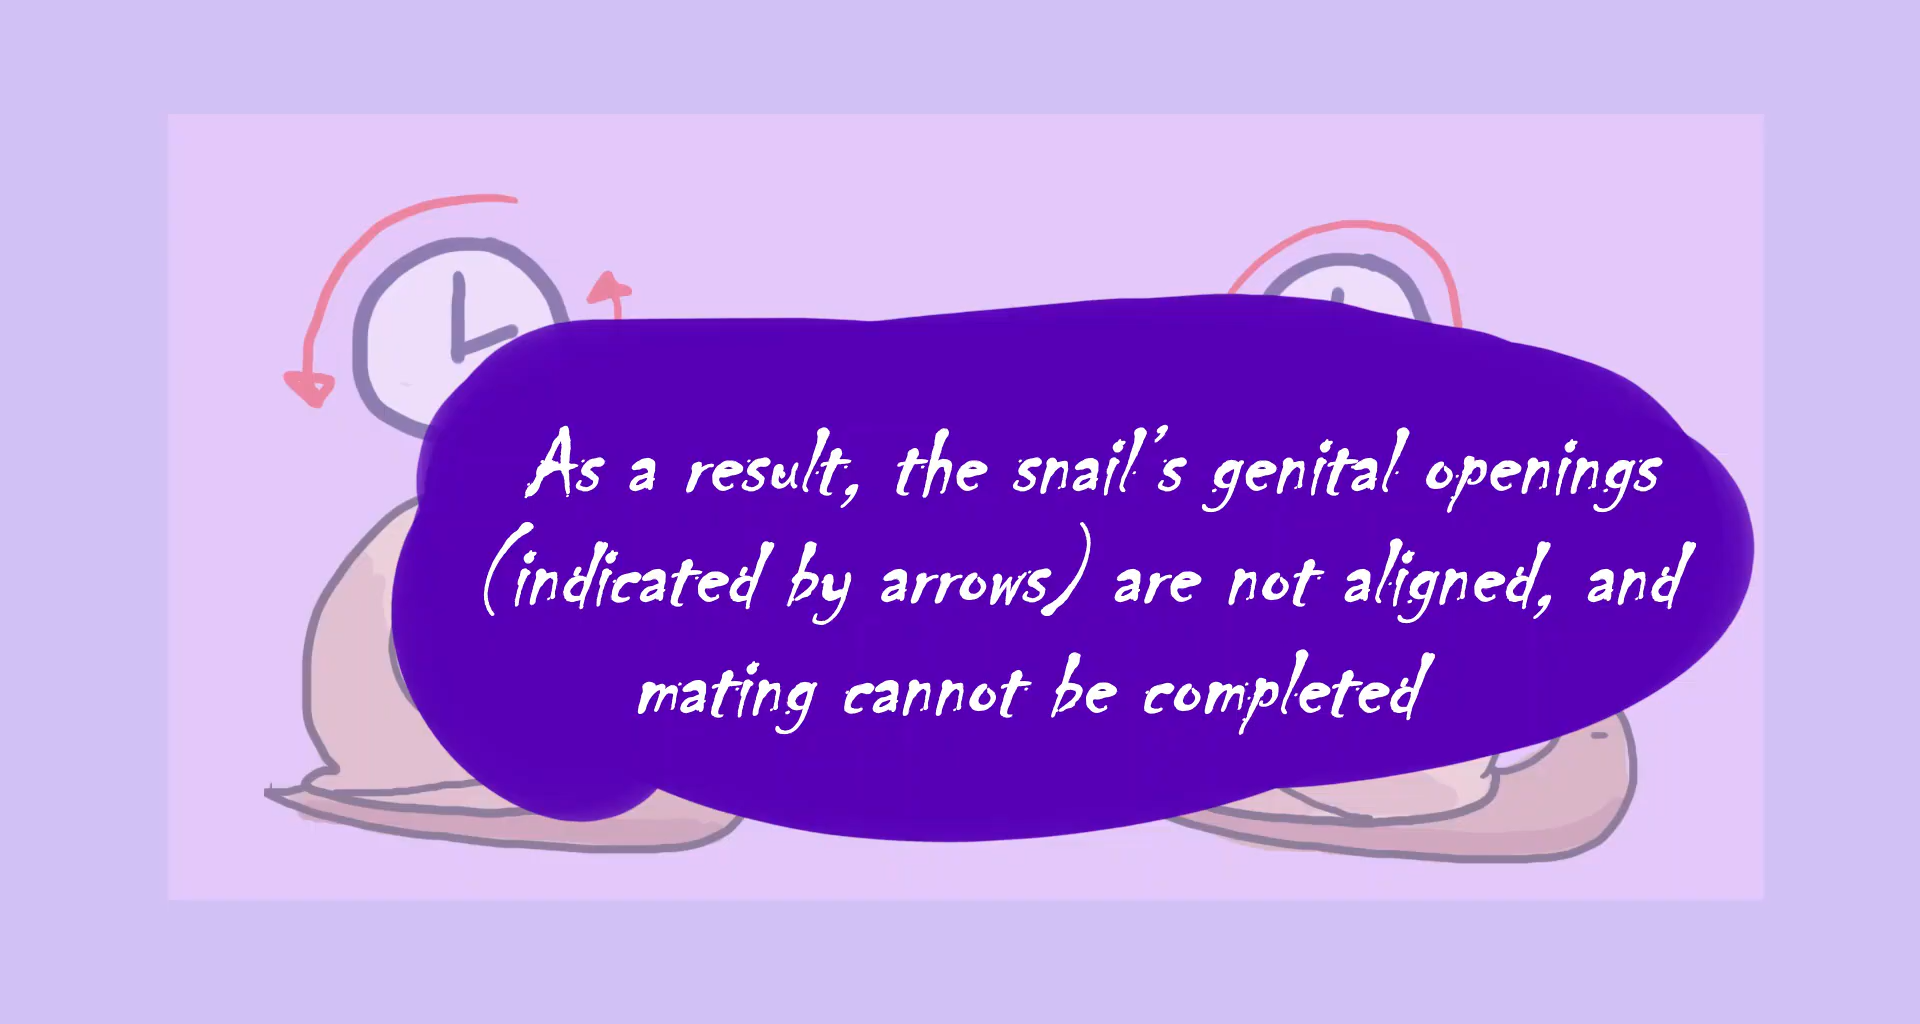 As a result, the snail's genital openings
(indicated by arrows) are not aligned, and
mating cannot be completed